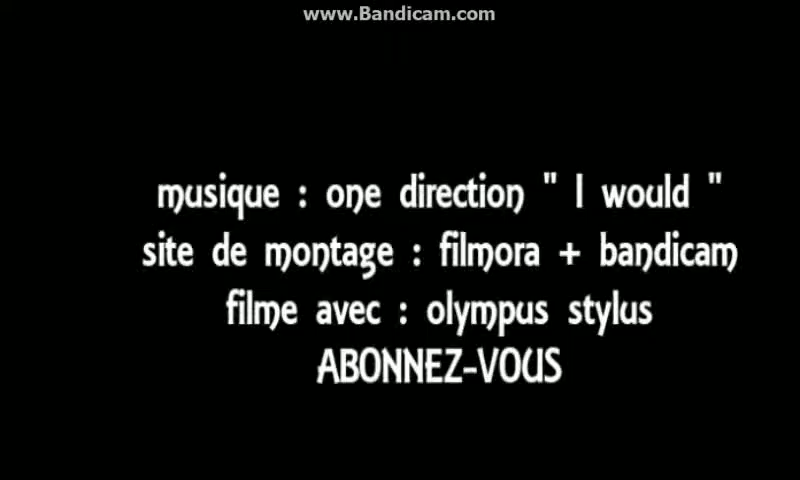 www.Bandicam.com
musique : one direction " I would "
site de montage : filmora + bandicam
filme avec : olympus stylus
ABONNEZ-VOUS